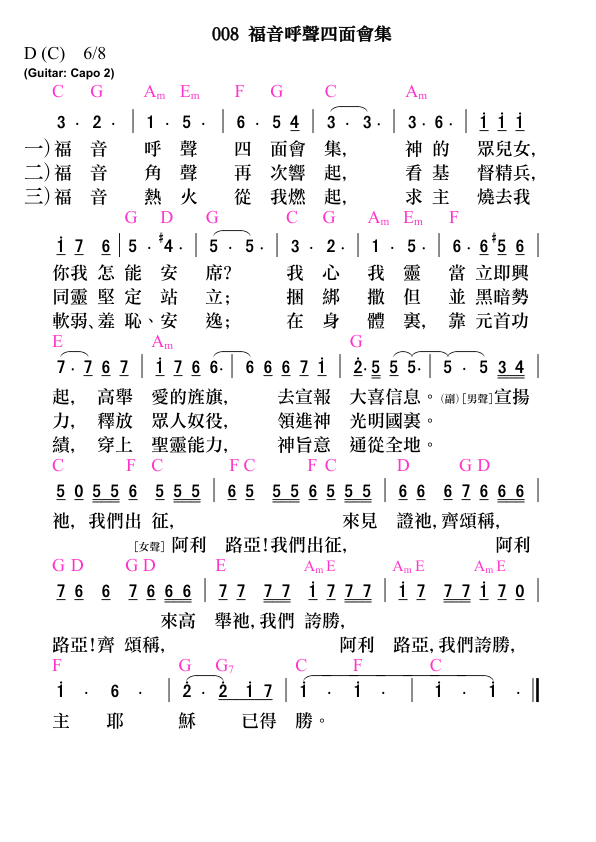 008 福音呼聲四面會集
D (C) 6/8
(Guitar: Capo 2)
C G Am Em F G C Am
3 · 2 · | 1 · 5 · | 6 · 5 4 | 3 · 3 · | 3 · 6 · | i i i
一)福 音 呼 聲 四 面會 集, 神 的 眾兒女,
二)福 音 角 聲 再 次響 起, 看 基 督精兵,
三)福 音 熱 火 從 我燃 起, 求 主 燒去我
G D G C G Am Em F
i 7 6 | 5 · #4 · | 5 · 5 · | 3 · 2 · | 1 · 5 · | 6 · 6 #5 6 |
你我 怎 能 安 席? 我 心 我 靈 當 立即興
同靈 堅 定 站 立; 捆 綁 撒 但 並 黑暗勢
軟弱、羞 恥、安 逸; 在 身 體 裏, 靠 元首功
E Am G
7 · 7 6 7 | i 7 6 6 · | 6 6 6 7 i | 2 · 5 5 5 · 5 · | 5 · 5 3 4 |
起, 高舉 愛的旌旗, 去宣報 大喜信息。(副)[男聲]宣揚
力, 釋放 眾人奴役, 領進神 光明國裏。
績, 穿上 聖靈能力, 神旨意 通從全地。
C F C F C F C D G D
5 0 5 5 6 5 5 5 | 6 5 5 5 6 5 5 5 | 6 6 6 7 6 6 6 |
祂, 我們出 征, 來見 證祂,齊頌稱,
[女聲] 阿利 路亞!我們出征, 阿利
G D G D E Am E Am E Am E
7 6 6 7 6 6 6 | 7 7 7 7 i 7 7 7 | i 7 7 7 i 7 0 |
來高 舉祂,我們 誇勝,
路亞!齊 頌稱, 阿利 路亞,我們誇勝,
F G G7 C F C
i · 6 · | 2 · 2 i 7 | i · i · | i · i · ‖
主 耶 穌 已得 勝。